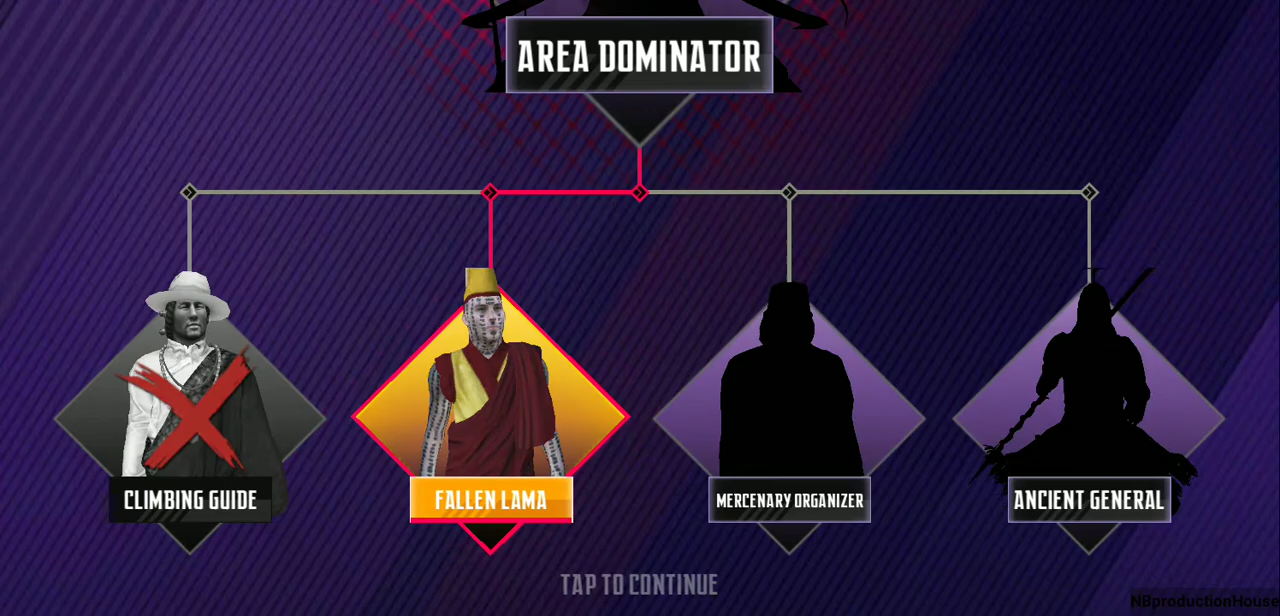 AREA DOMINATOR
CLIMBING GUIDE
FALLEN LAMA
MERCENARY ORGANIZER
ANCIENT GENERAL
TAP TO CONTINUE
NBproductionHouse